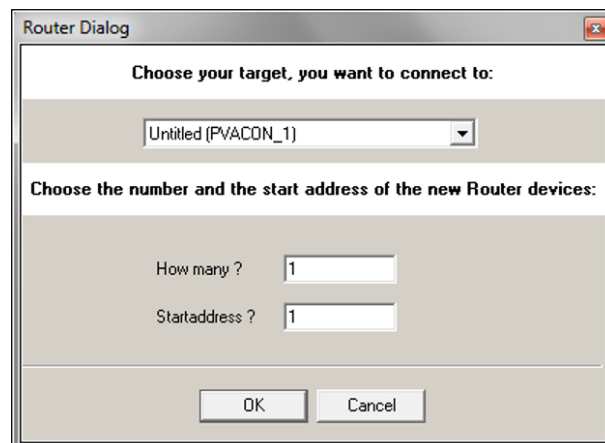 Router Dialog
Choose your target, you want to connect to:
Untitled (PVACON_1)
Choose the number and the start address of the new Router devices:
How many ? 1
Startaddress ? 1
OK Cancel